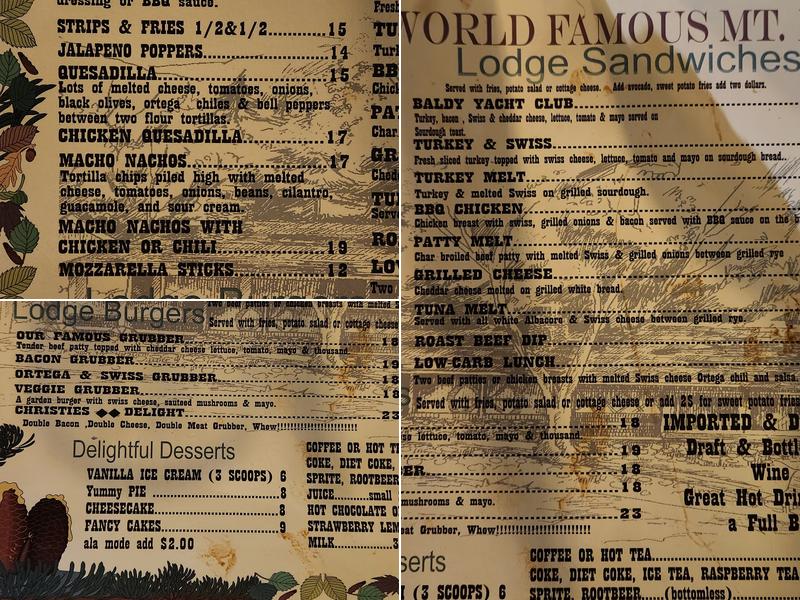 dressing or BBQ sauce.
STRIPS & FRIES 1/2&1/2..............15
JALAPENO POPPERS........................14
QUESADILLA...............................15
Lots of melted cheese, tomatoes, onions,
black olives, ortega chiles & bell peppers
between two flour tortillas.
CHICKEN QUESADILLA...................17
MACHO NACHOS..........................17
Tortilla chips piled high with melted
cheese, tomatoes, onions, beans, cilantro,
guacamole, and sour cream.
MACHO NACHOS WITH
CHICKEN OR CHILI......................19
MOZZARELLA STICKS....................12
WORLD FAMOUS MT.
Lodge Sandwiches
Served with fries, potato salad or cottage cheese. Add avocado, sweet potato fries add two dollars.
BALDY YACHT CLUB
Turkey, bacon , Swiss & cheddar cheese, lettuce, tomato & mayo served on
Sourdough toast.
TURKEY & SWISS
Fresh sliced turkey topped with swiss cheese, lettuce, tomato and mayo on sourdough bread..
TURKEY MELT
Turkey & melted Swiss on grilled sourdough.
BBQ CHICKEN
Chicken breast with swiss, grilled onions & bacon served with BBQ sauce on the b
PATTY MELT
Char broiled beef patty with melted Swiss & grilled onions between grilled rye
GRILLED CHEESE
Cheddar cheese melted on grilled white bread.
TUNA MELT
Served with all white Albacore & Swiss cheese between grilled rye.
ROAST BEEF DIP
LOW-CARB LUNCH
Two beef patties or chicken breasts with melted Swiss cheese Ortega chili and salsa.
Served with fries, potato salad or cottage cheese or add 2$ for sweet potato fries
se lettuce, tomato, mayo & thousand. 18
19
ER 18
mushrooms & mayo.
23
eat Grubber, Whew!!!!!!!!!!!!!!!!!!!!
IMPORTED & D
Draft & Bottl
Wine
Great Hot Drin
a Full B
serts
(3 SCOOPS) 6
COFFEE OR HOT TEA
COKE, DIET COKE, ICE TEA, RASPBERRY TEA
SPRITE, ROOTBEER....(bottomless)
Lodge Burgers
Served with fries, potato salad or cottage cheese
OUR FAMOUS GRUBBER
Tender beef patty topped with cheddar cheese lettuce, tomato, mayo & thousand.
BACON GRUBBER
ORTEGA & SWISS GRUBBER 18
VEGGIE GRUBBER 18
A garden burger with swiss cheese, sauteed mushrooms & mayo.
CHRISTIES ◆◆ DELIGHT 23
Double Bacon ,Double Cheese, Double Meat Grubber, Whew!!!!!!!!!!!!!!!!!!!!
Delightful Desserts
VANILLA ICE CREAM (3 SCOOPS) 6
Yummy PIE ........................8
CHEESECAKE......................8
FANCY CAKES.....................9
ala mode add $2.00
COFFEE OR HOT T
COKE, DIET COKE,
SPRITE, ROOTBEER
JUICE......small
HOT CHOCOLATE O
STRAWBERRY LEM
MILK